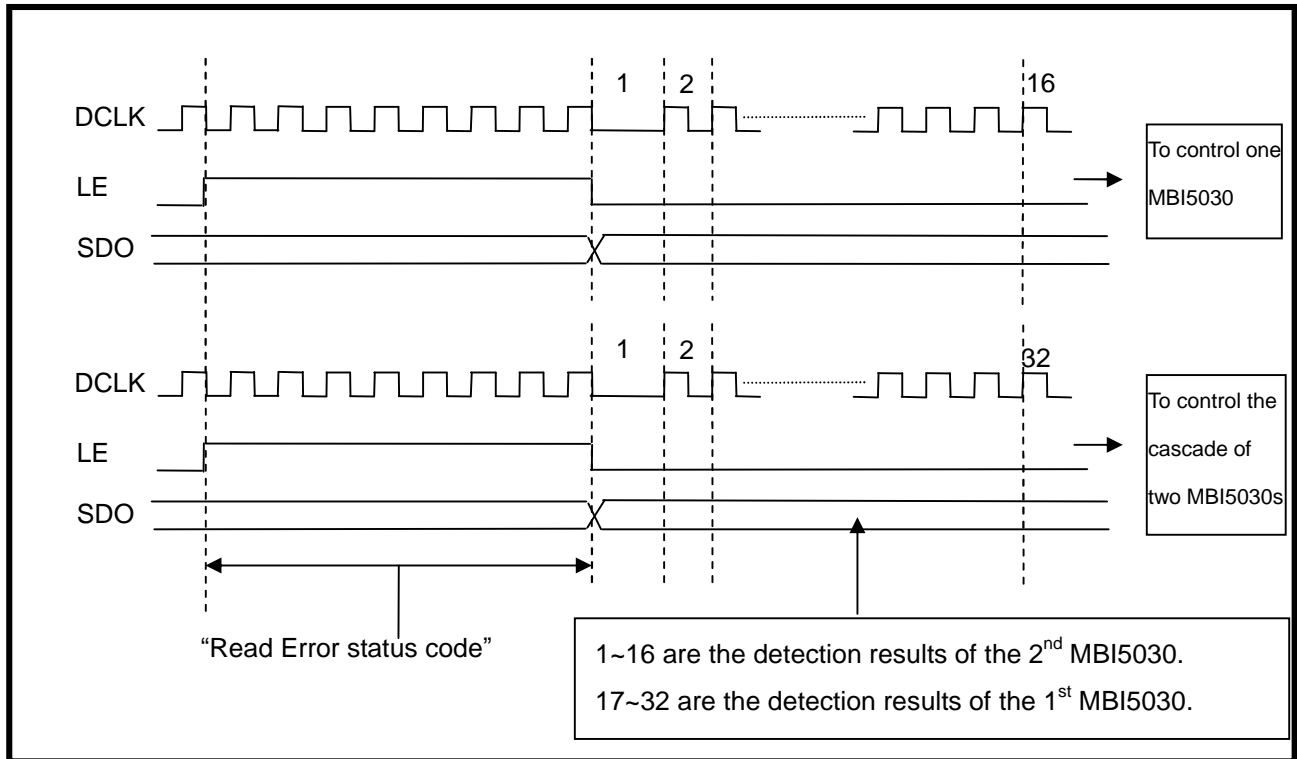 1 2 16
DCLK
To control one
MBI5030
LE
SDO
1 2 32
DCLK
To control the
cascade of
two MBI5030s
LE
SDO
“Read Error status code”
1~16 are the detection results of the 2nd MBI5030.
17~32 are the detection results of the 1st MBI5030.